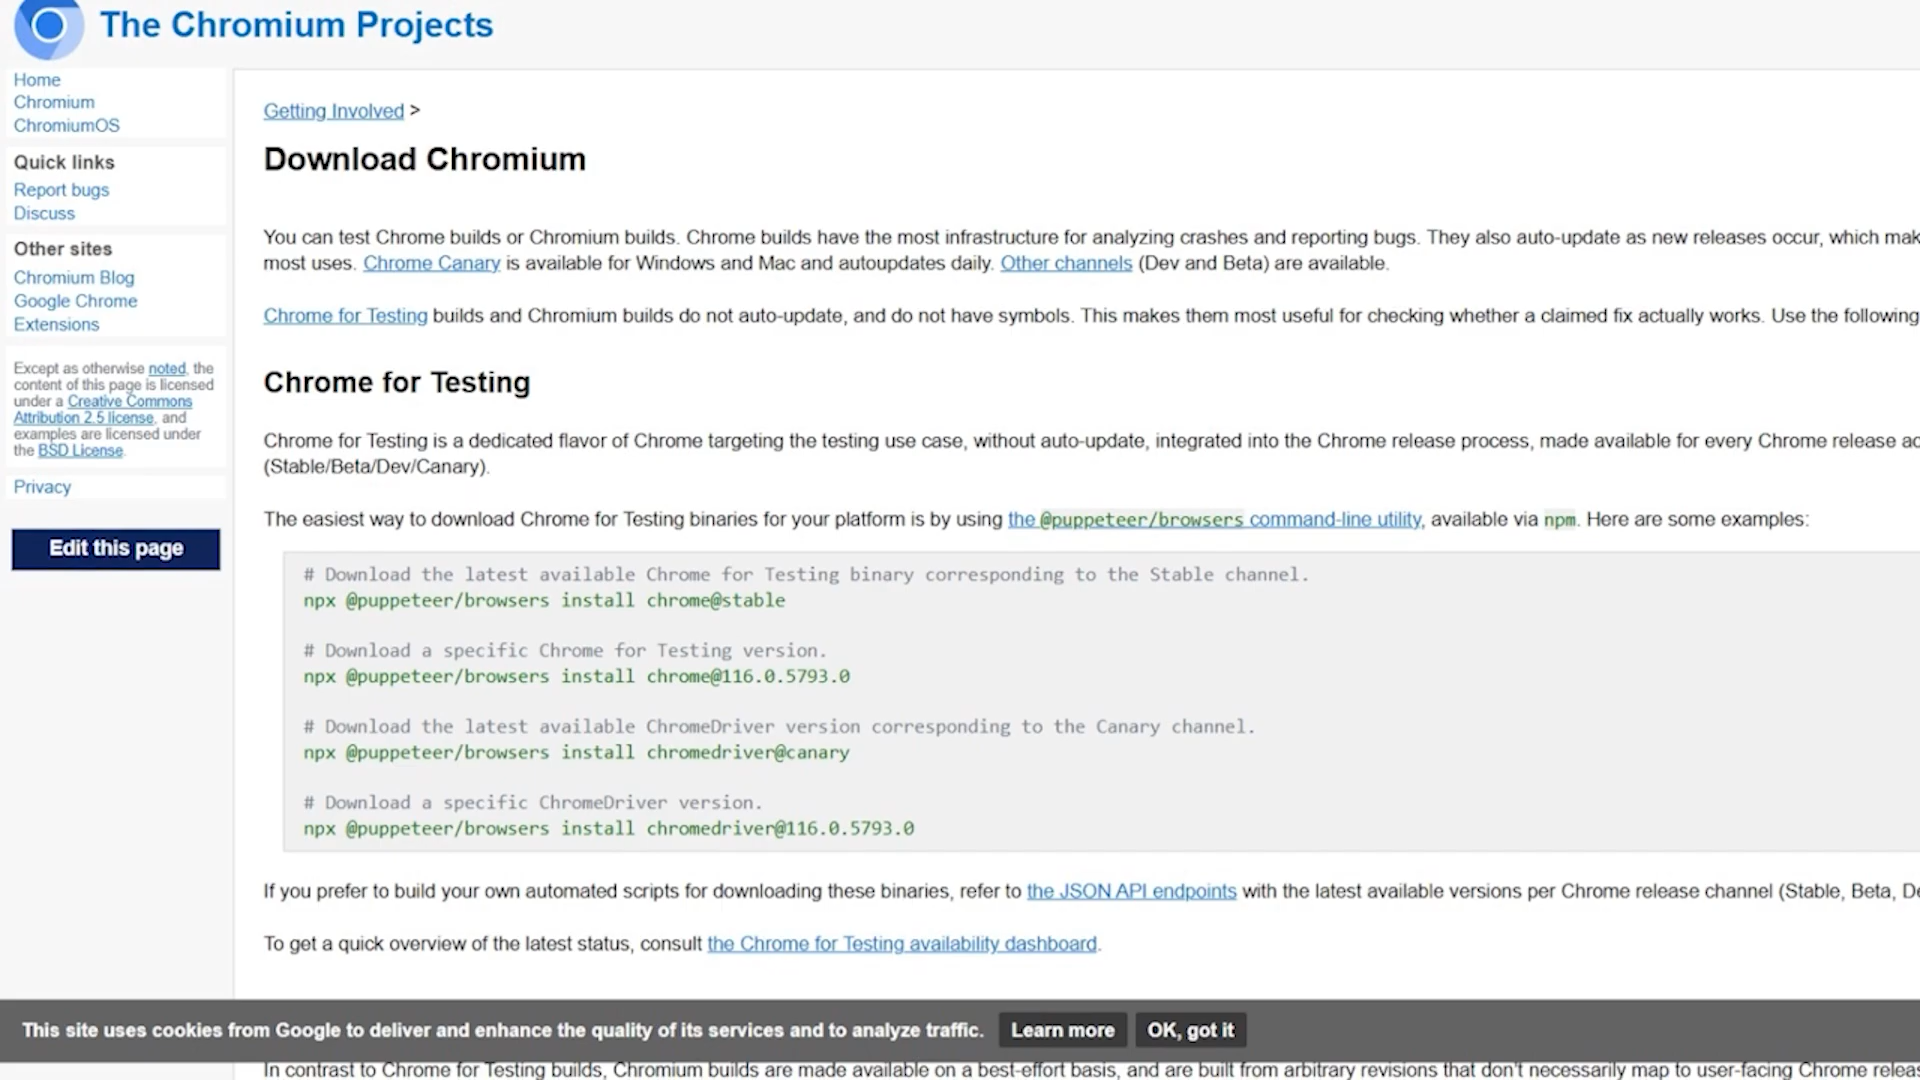 The Chromium Projects
Home
Chromium
ChromiumOS
Quick links
Report bugs
Discuss
Other sites
Chromium Blog
Google Chrome
Extensions
Except as otherwise noted, the
content of this page is licensed
under a Creative Commons
Attribution 2.5 license, and
examples are licensed under
the BSD License.
Privacy
Edit this page
Getting Involved >
Download Chromium
You can test Chrome builds or Chromium builds. Chrome builds have the most infrastructure for analyzing crashes and reporting bugs. They also auto-update as new releases occur, which
most uses. Chrome Canary is available for Windows and Mac and autoupdates daily. Other channels (Dev and Beta) are available.
Chrome for Testing builds and Chromium builds do not auto-update, and do not have symbols. This makes them most useful for checking whether a claimed fix actually works. Use the following
Chrome for Testing
Chrome for Testing is a dedicated flavor of Chrome targeting the testing use case, without auto-update, integrated into the Chrome release process, made available for every Chrome release
(Stable/Beta/Dev/Canary).
The easiest way to download Chrome for Testing binaries for your platform is by using the @puppeteer/browsers command-line utility, available via npm. Here are some examples:
# Download the latest available Chrome for Testing binary corresponding to the Stable channel.
npx @puppeteer/browsers install chrome@stable
# Download a specific Chrome for Testing version.
npx @puppeteer/browsers install chrome@116.0.5793.0
# Download the latest available ChromeDriver version corresponding to the Canary channel.
npx @puppeteer/browsers install chromedriver@canary
# Download a specific ChromeDriver version.
npx @puppeteer/browsers install chromedriver@116.0.5793.0
If you prefer to build your own automated scripts for downloading these binaries, refer to the JSON API endpoints with the latest available versions per Chrome release channel (Stable, Beta,
To get a quick overview of the latest status, consult the Chrome for Testing availability dashboard.
This site uses cookies from Google to deliver and enhance the quality of its services and to analyze traffic. Learn more OK, got it
In contrast to Chrome for Testing builds, Chromium builds are made available on a best-effort basis, and are built from arbitrary revisions that don't necessarily map to user-facing Chrome